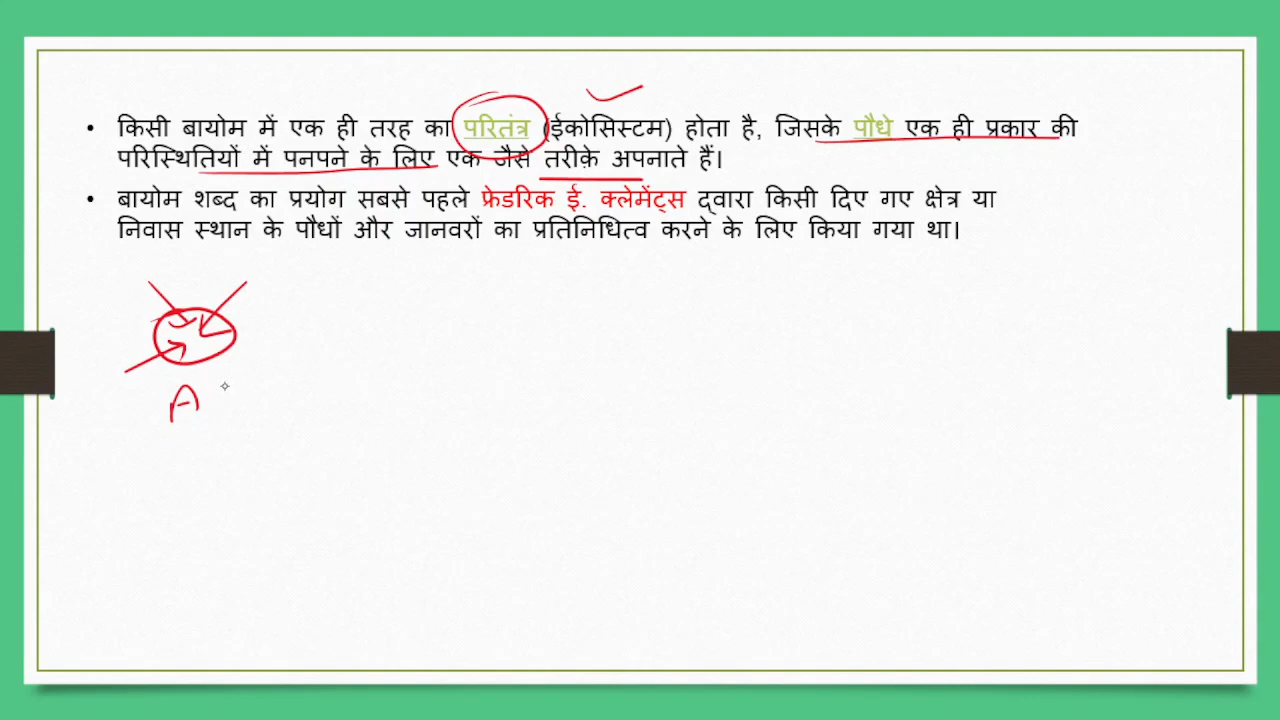 • किसी बायोम में एक ही तरह का परितंत्र (ईकोसिस्टम) होता है, जिसके पौधे एक ही प्रकार की
परिस्थितियों में पनपने के लिए एक जैसे तरीक़े अपनाते हैं।
• बायोम शब्द का प्रयोग सबसे पहले फ्रेडरिक ई. क्लेमेंट्स द्वारा किसी दिए गए क्षेत्र या
निवास स्थान के पौधों और जानवरों का प्रतिनिधित्व करने के लिए किया गया था।
A